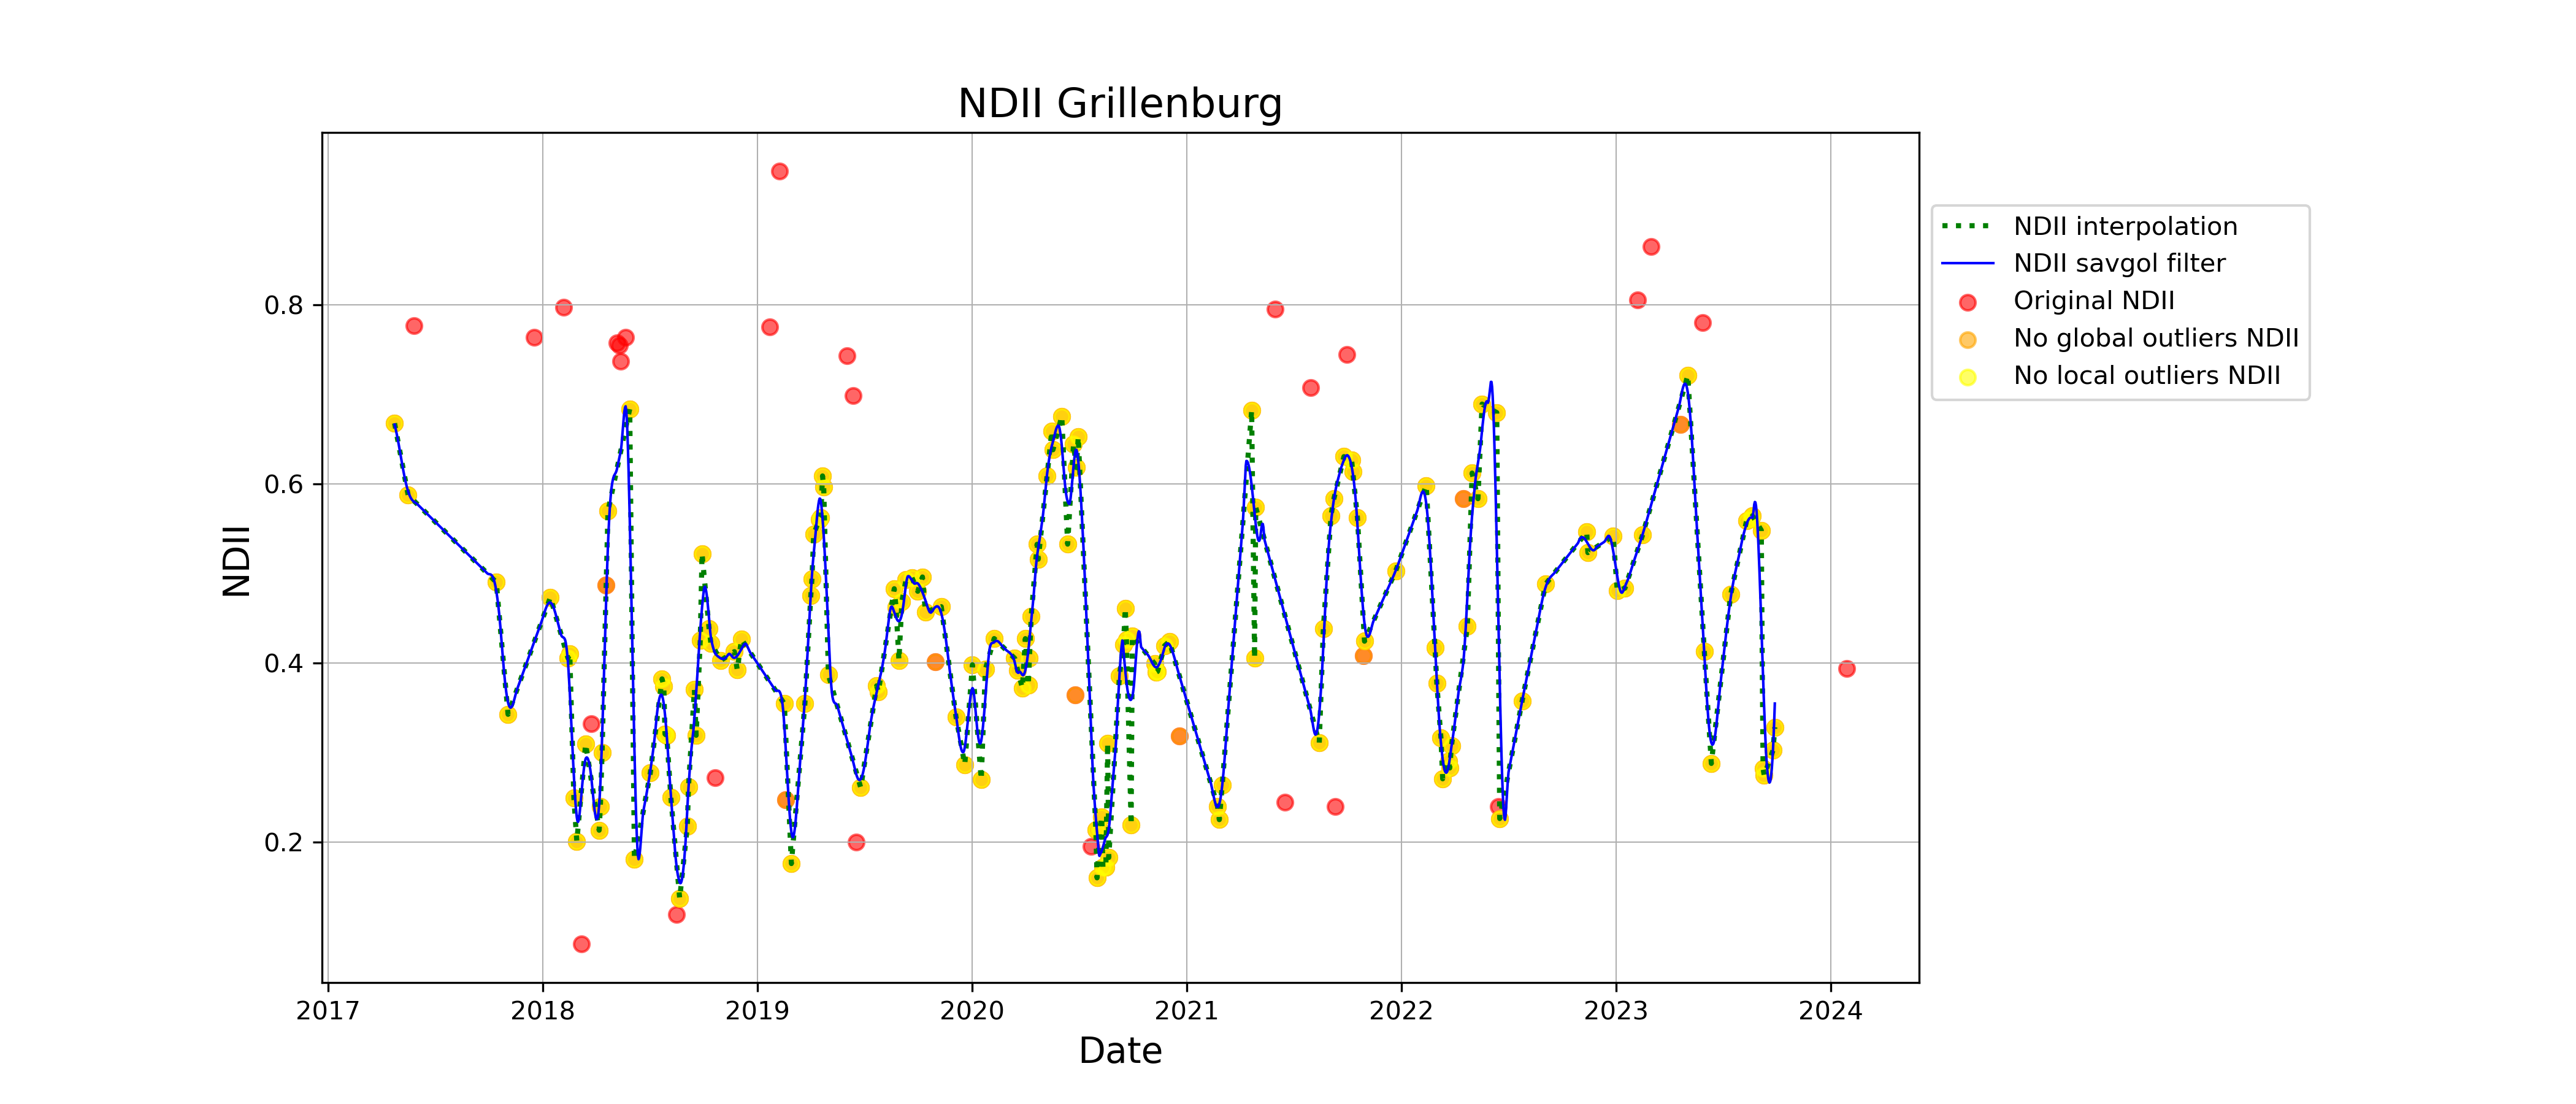 NDII Grillenburg
NDII
0.8
0.6
0.4
0.2
2017 2018 2019 2020 2021 2022 2023 2024
Date
NDII interpolation
NDII savgol filter
Original NDII
No global outliers NDII
No local outliers NDII